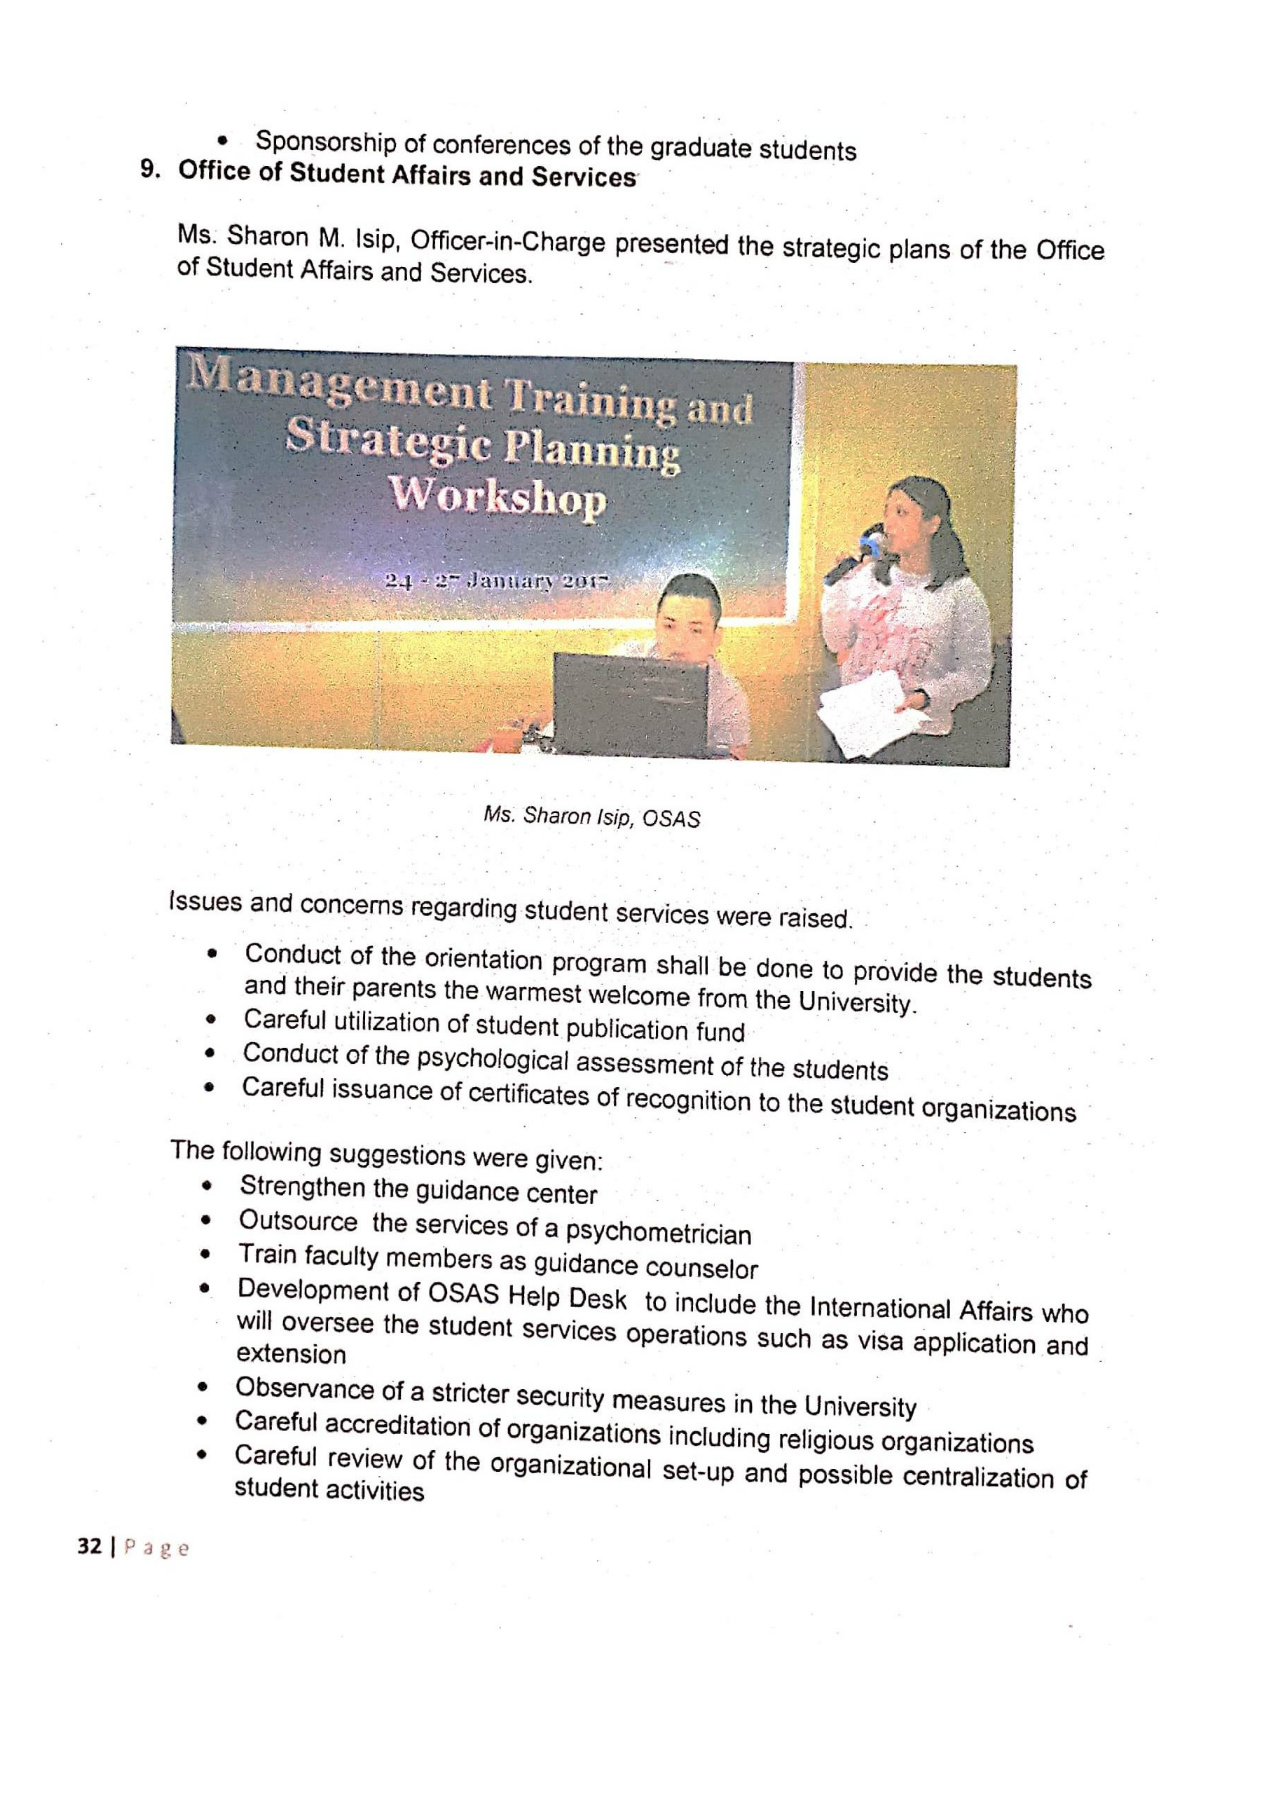 • Sponsorship of conferences of the graduate students
9. Office of Student Affairs and Services
Ms. Sharon M. Isip, Officer-in-Charge presented the strategic plans of the Office
of Student Affairs and Services.
Management Training and
Strategic Planning
Workshop
24 - 27 January 2017
Ms. Sharon Isip, OSAS
Issues and concerns regarding student services were raised.
• Conduct of the orientation program shall be done to provide the students
and their parents the warmest welcome from the University.
• Careful utilization of student publication fund
• Conduct of the psychological assessment of the students
• Careful issuance of certificates of recognition to the student organizations
The following suggestions were given:
• Strengthen the guidance center
• Outsource the services of a psychometrician
• Train faculty members as guidance counselor
• Development of OSAS Help Desk to include the International Affairs who
will oversee the student services operations such as visa application and
extension
• Observance of a stricter security measures in the University
• Careful accreditation of organizations including religious organizations
• Careful review of the organizational set-up and possible centralization of
student activities
32 | Page